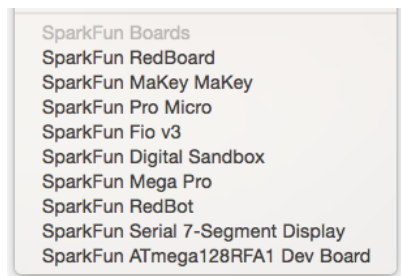 SparkFun Boards
SparkFun RedBoard
SparkFun MaKey MaKey
SparkFun Pro Micro
SparkFun Fio v3
SparkFun Digital Sandbox
SparkFun Mega Pro
SparkFun RedBot
SparkFun Serial 7-Segment Display
SparkFun ATmega128RFA1 Dev Board